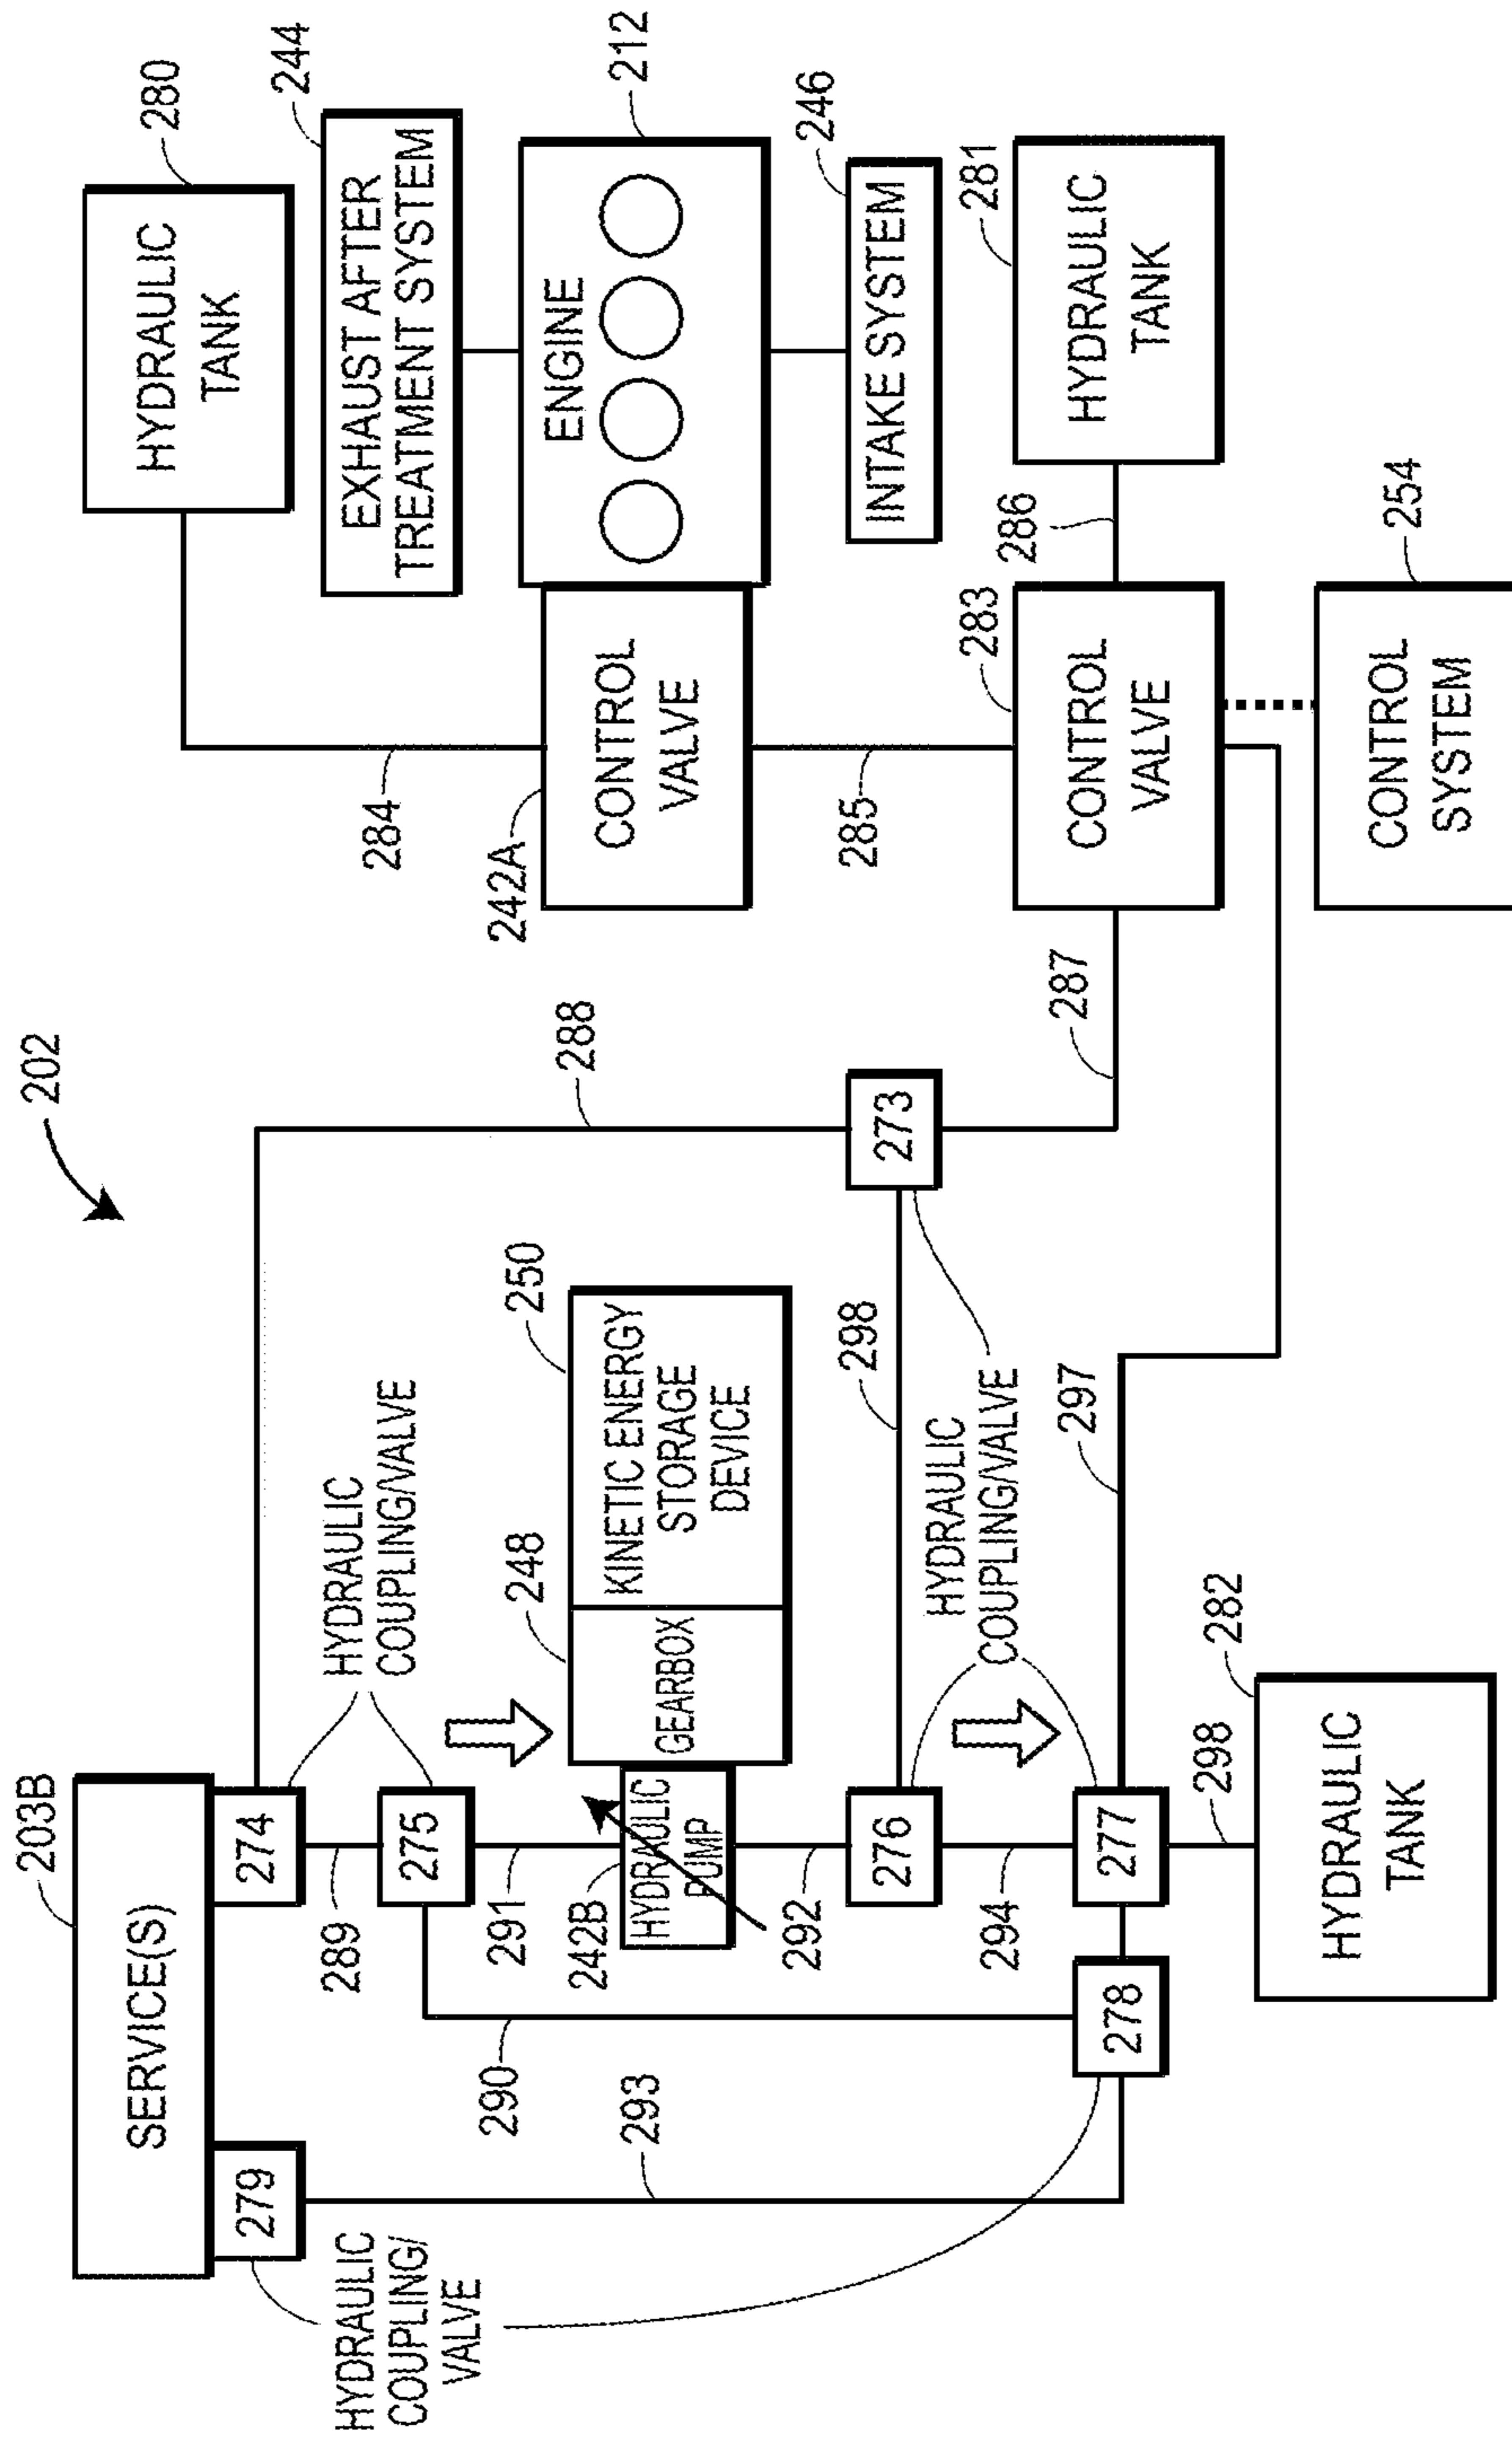 202
203B
SERVICE(S)
279
274
HYDRAULIC
COUPLING/
VALVE
289
HYDRAULIC
COUPLING/VALVE
275
288
280
HYDRAULIC
TANK
284
244
EXHAUST AFTER
TREATMENT SYSTEM
290
291
293
242B
HYDRAULIC
PUMP
248
GEARBOX
250
KINETIC ENERGY
STORAGE
DEVICE
242A
CONTROL
VALVE
ENGINE
212
292
276
298
273
285
246
INTAKE SYSTEM
294
HYDRAULIC
COUPLING/VALVE
287
283
CONTROL
VALVE
286
281
HYDRAULIC
TANK
278
277
297
298
282
HYDRAULIC
TANK
254
CONTROL
SYSTEM